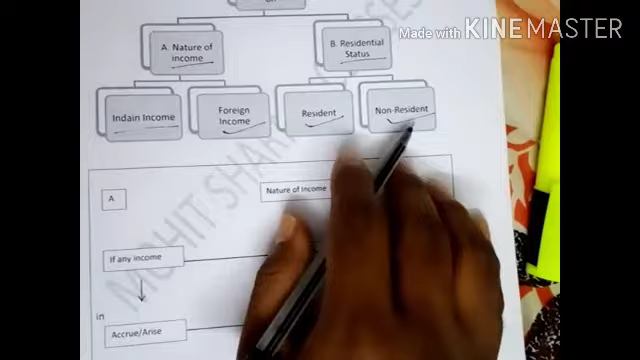 Made with KINEMASTER
on
A. Nature of
income
B. Residential
Status
Indain Income
Foreign
Income
Resident
Non-Resident
A
Nature of Income
If any income
in
Accrue/Arise